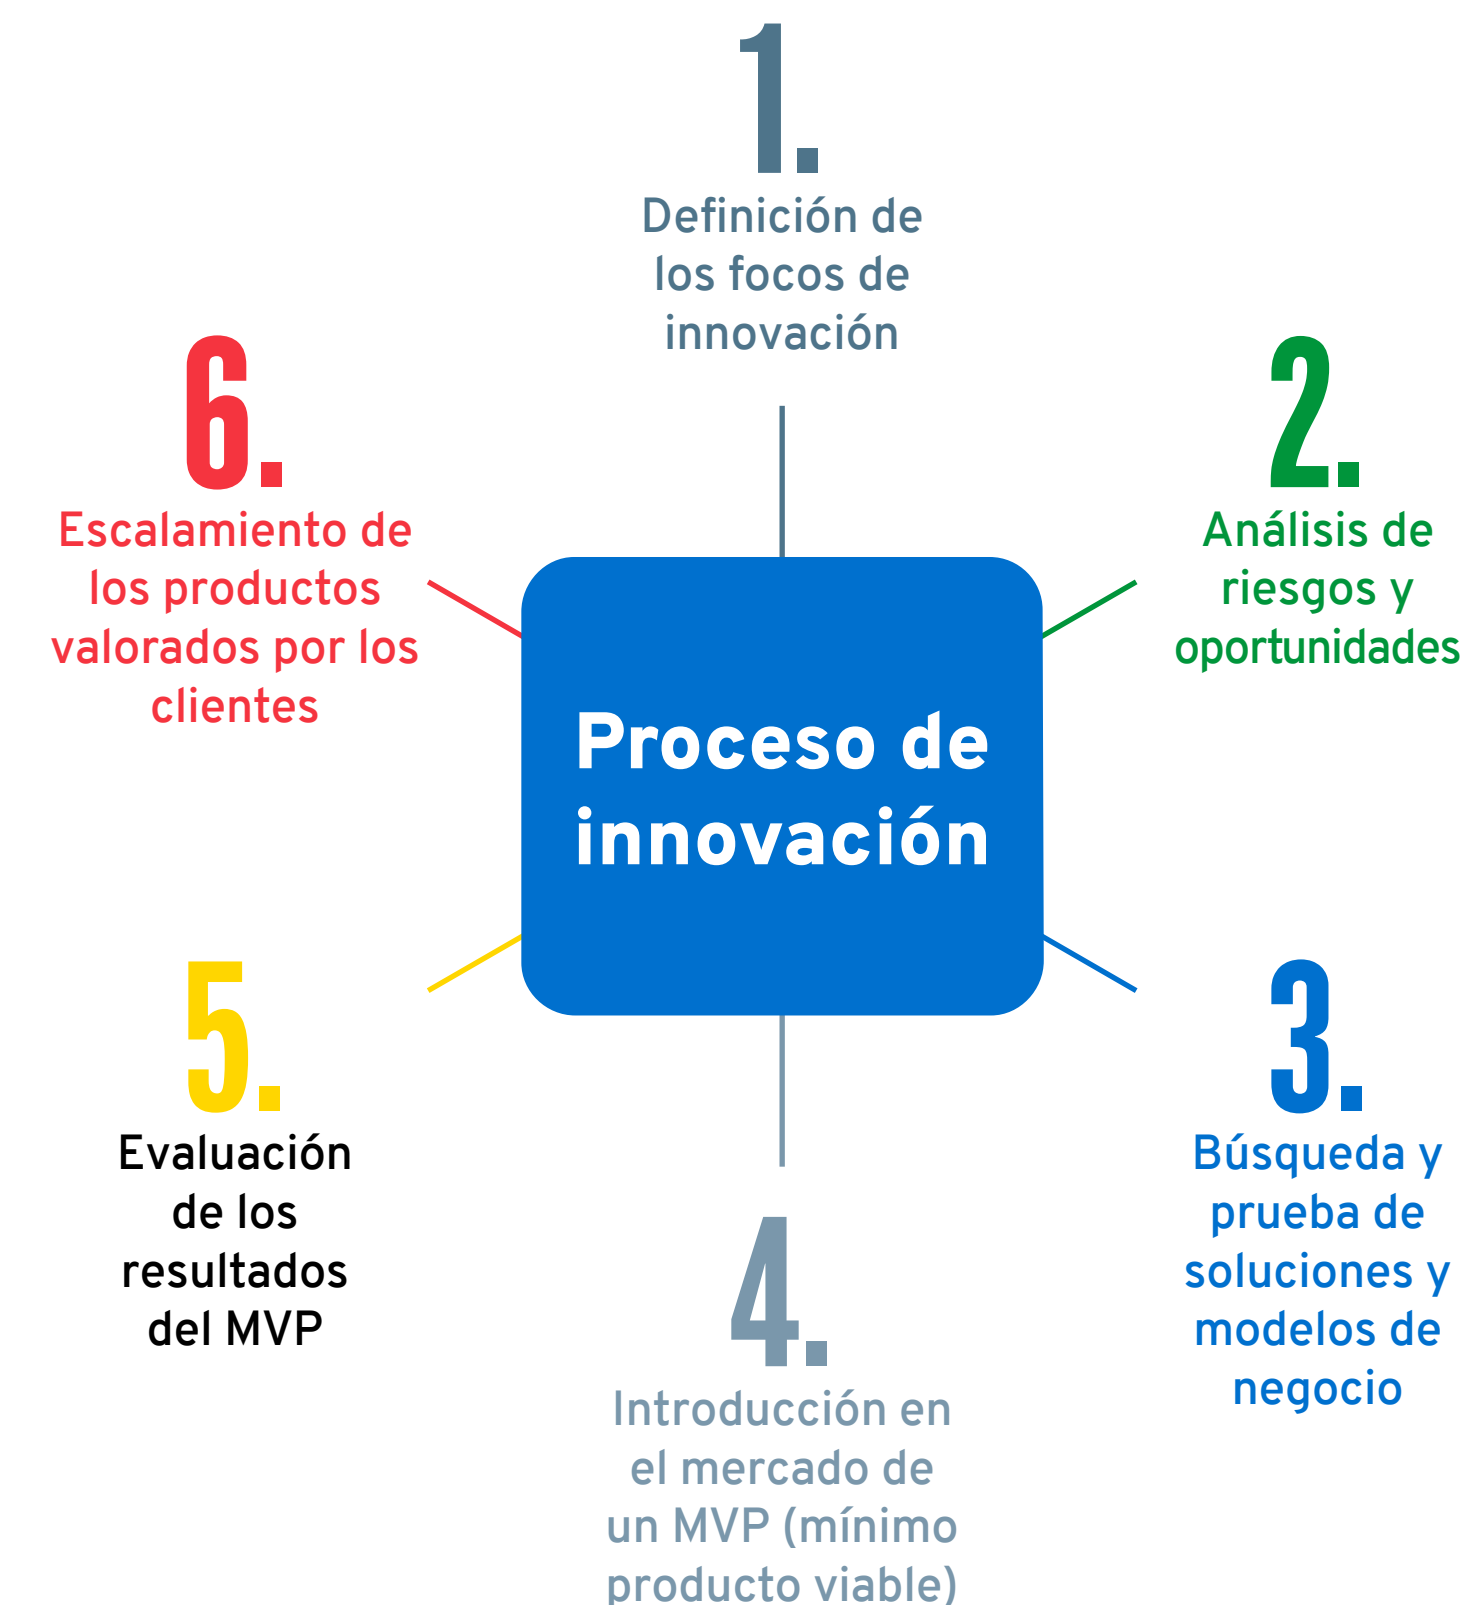 1.
Definición de
los focos de
innovación
2.
Análisis de
riesgos y
oportunidades
3.
Búsqueda y
prueba de
soluciones y
modelos de
negocio
4.
Introducción en
el mercado de
un MVP (mínimo
producto viable)
5.
Evaluación
de los
resultados
del MVP
6.
Escalamiento de
los productos
valorados por los
clientes
Proceso de
innovación